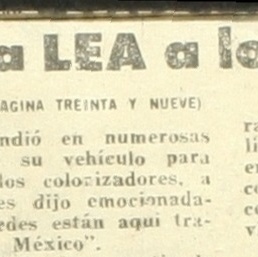 a LEA a lo
AGINA TREINTA Y NUEVE)
ndió en numerosas
su vehículo para
los colonizadores, a
es dijo emocionada-
edes están aquí tra-
México".
ra